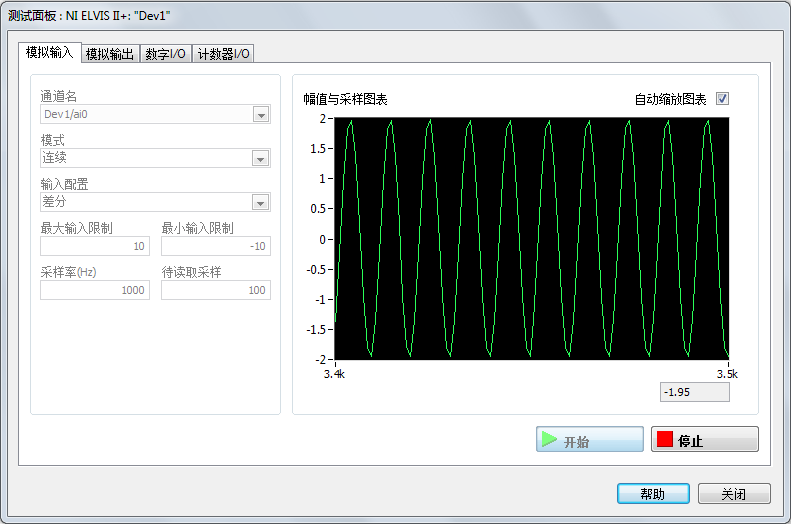 测试面板 : NI ELVIS II+: "Dev1"
模拟输入 模拟输出 数字I/O 计数器I/O
通道名
Dev1/ai0
模式
连续
输入配置
差分
最大输入限制 最小输入限制
10 -10
采样率(Hz) 待读取采样
1000 100
幅值与采样图表 自动缩放图表
2
1.5
1
0.5
0
-0.5
-1
-1.5
-2
3.4k 3.5k
-1.95
开始 停止
帮助 关闭